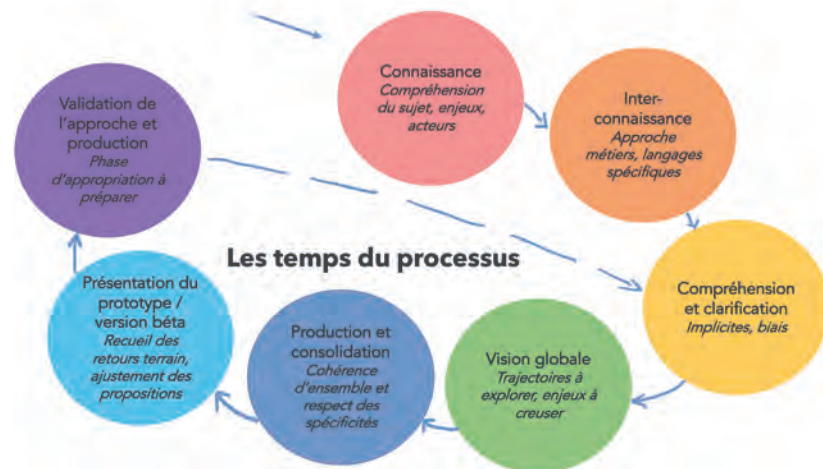 Connaissance
Compréhension
du sujet, enjeux,
acteurs
Inter-
connaissance
Approche
métiers, langages
spécifiques
Compréhension
et clarification
Implicites, biais
Vision globale
Trajectoires à
explorer, enjeux à
creuser
Production et
consolidation
Cohérence
d'ensemble et
respect des
spécificités
Présentation du
prototype /
version béta
Recueil des
retours terrain,
ajustement des
propositions
Validation de
l'approche et
production
Phase
d'appropriation à
préparer
Les temps du processus